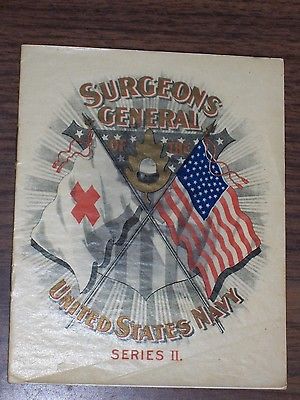 SURGEONS
GENERAL
OF THE
UNITED STATES NAVY
SERIES II.